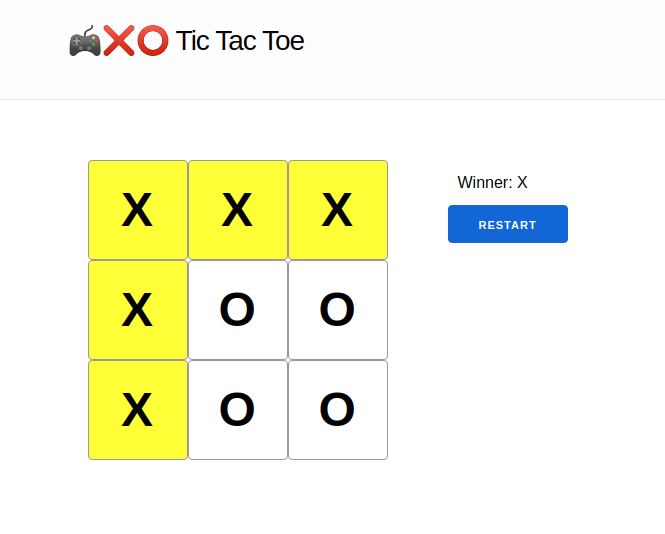 🎮❌⭕ Tic Tac Toe
X X X
X O O
X O O
Winner: X
RESTART